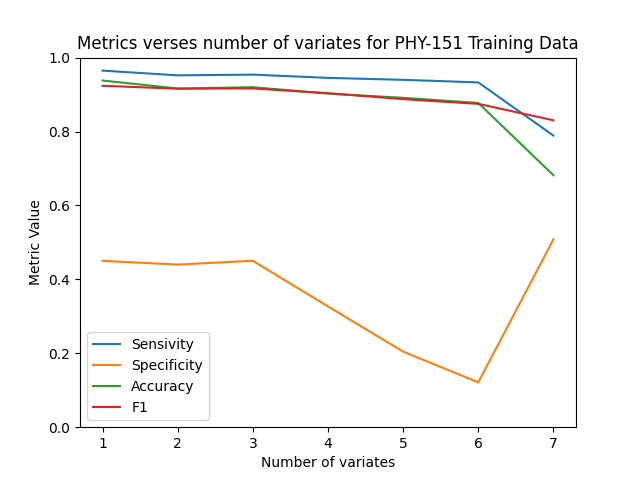 Metrics verses number of variates for PHY-151 Training Data
1.0
0.8
0.6
0.4
0.2
0.0
Metric Value
Sensivity
Specificity
Accuracy
F1
1 2 3 4 5 6 7
Number of variates